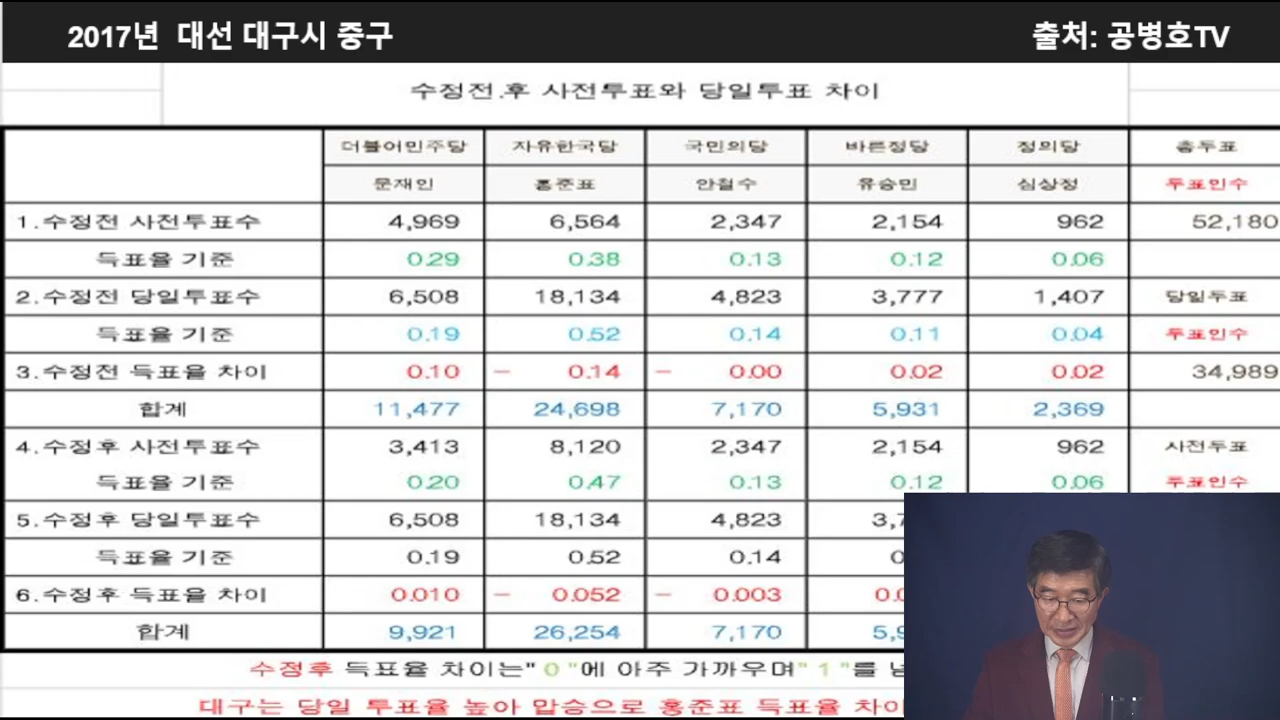 2017년 대선 대구시 중구 출처: 공병호TV
수정전.후 사전투표와 당일투표 차이
더불어민주당 자유한국당 국민의당 바른정당 정의당 총투표
문재인 홍준표 안철수 유승민 심상정 투표인수
1.수정전 사전투표수 4,969 6,564 2,347 2,154 962 52,180
득표율 기준 0.29 0.38 0.13 0.12 0.06
2.수정전 당일투표수 6,508 18,134 4,823 3,777 1,407 당일투표
득표율 기준 0.19 0.52 0.14 0.11 0.04 투표인수
3.수정전 득표율 차이 0.10 - 0.14 - 0.00 0.02 0.02 34,989
합계 11,477 24,698 7,170 5,931 2,369
4.수정후 사전투표수 3,413 8,120 2,347 2,154 962 사전투표
득표율 기준 0.20 0.47 0.13 0.12 0.06 투표인수
5.수정후 당일투표수 6,508 18,134 4,823 3,7
득표율 기준 0.19 0.52 0.14 0
6.수정후 득표율 차이 0.010 - 0.052 - 0.003 0.0
합계 9,921 26,254 7,170 5,9
수정후 득표율 차이는" 0 "에 아주 가까우며" 1 "를
대구는 당일 투표율 높아 압승으로 홍준표 득표율 차이